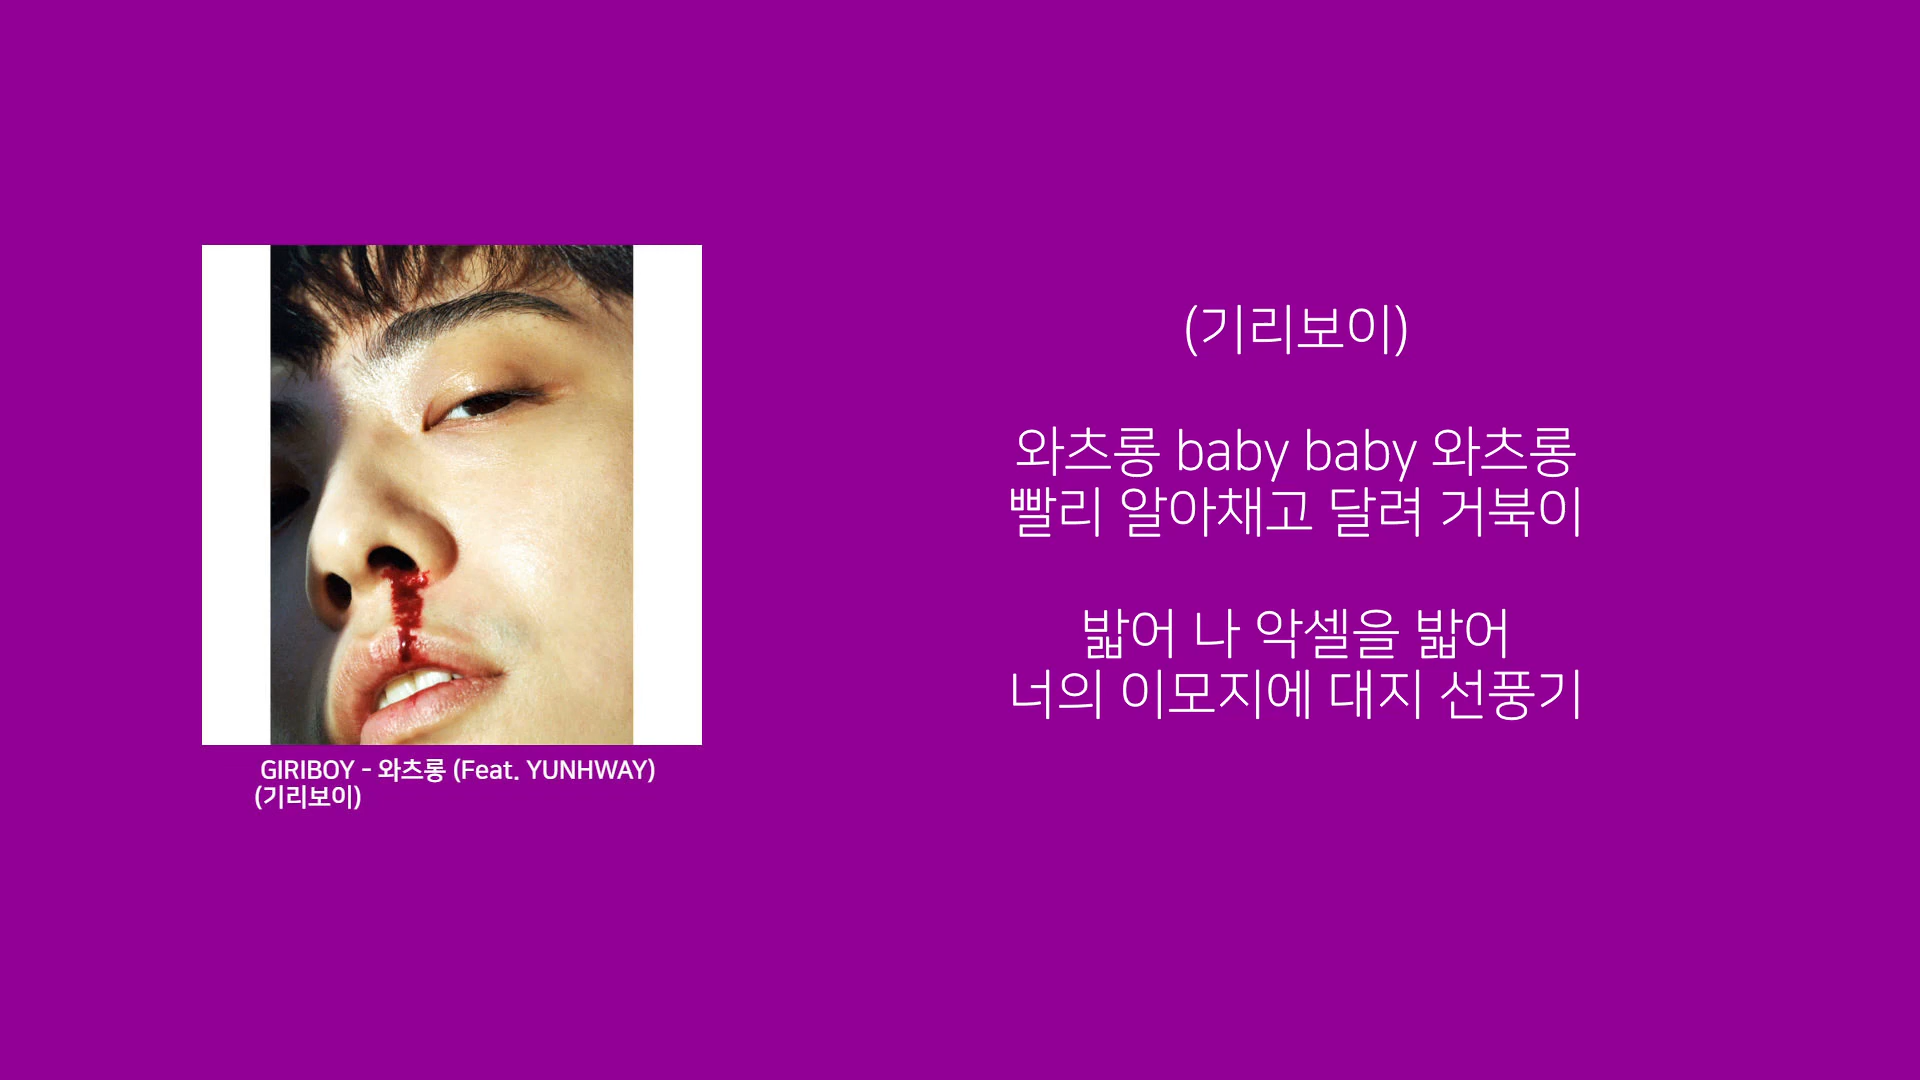 GIRIBOY - 와츠롱 (Feat. YUNHWAY)
(기리보이)
(기리보이)
와츠롱 baby baby 와츠롱
빨리 알아채고 달려 거북이
밟어 나 악셀을 밟어
너의 이모지에 대지 선풍기